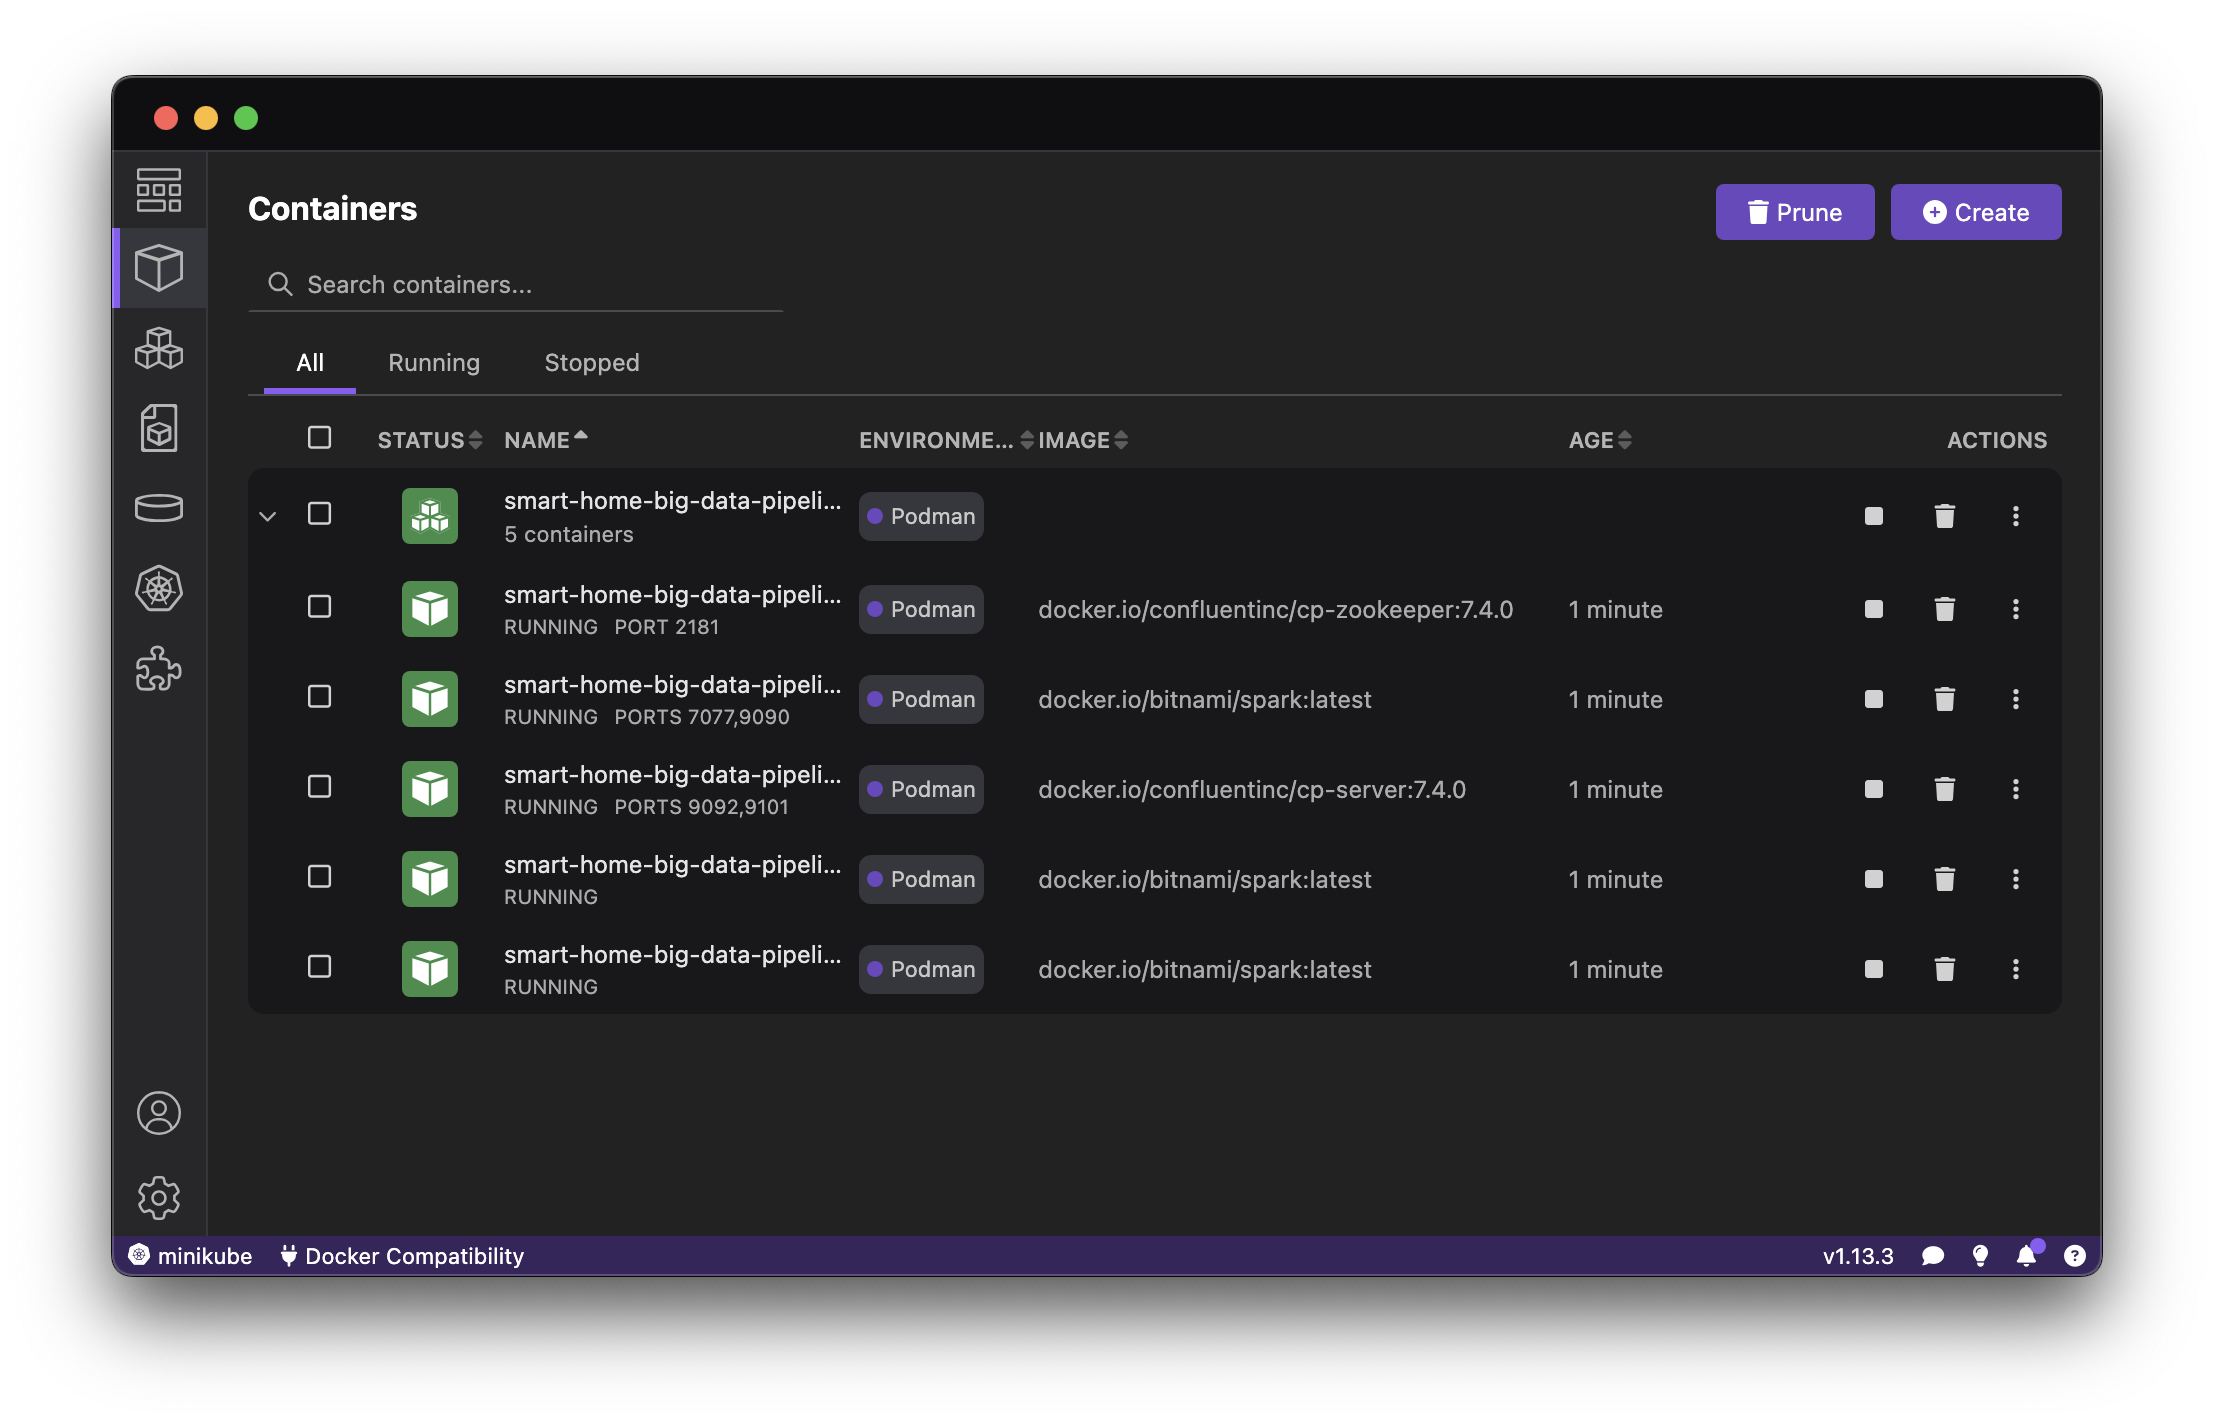 Containers
Prune
Create
Search containers...
All Running Stopped
STATUS NAME ENVIRONME... IMAGE AGE ACTIONS
smart-home-big-data-pipeli...
5 containers
Podman
smart-home-big-data-pipeli...
RUNNING PORT 2181
Podman
docker.io/confluentinc/cp-zookeeper:7.4.0
1 minute
smart-home-big-data-pipeli...
RUNNING PORTS 7077,9090
Podman
docker.io/bitnami/spark:latest
1 minute
smart-home-big-data-pipeli...
RUNNING PORTS 9092,9101
Podman
docker.io/confluentinc/cp-server:7.4.0
1 minute
smart-home-big-data-pipeli...
RUNNING
Podman
docker.io/bitnami/spark:latest
1 minute
smart-home-big-data-pipeli...
RUNNING
Podman
docker.io/bitnami/spark:latest
1 minute
minikube Docker Compatibility v1.13.3